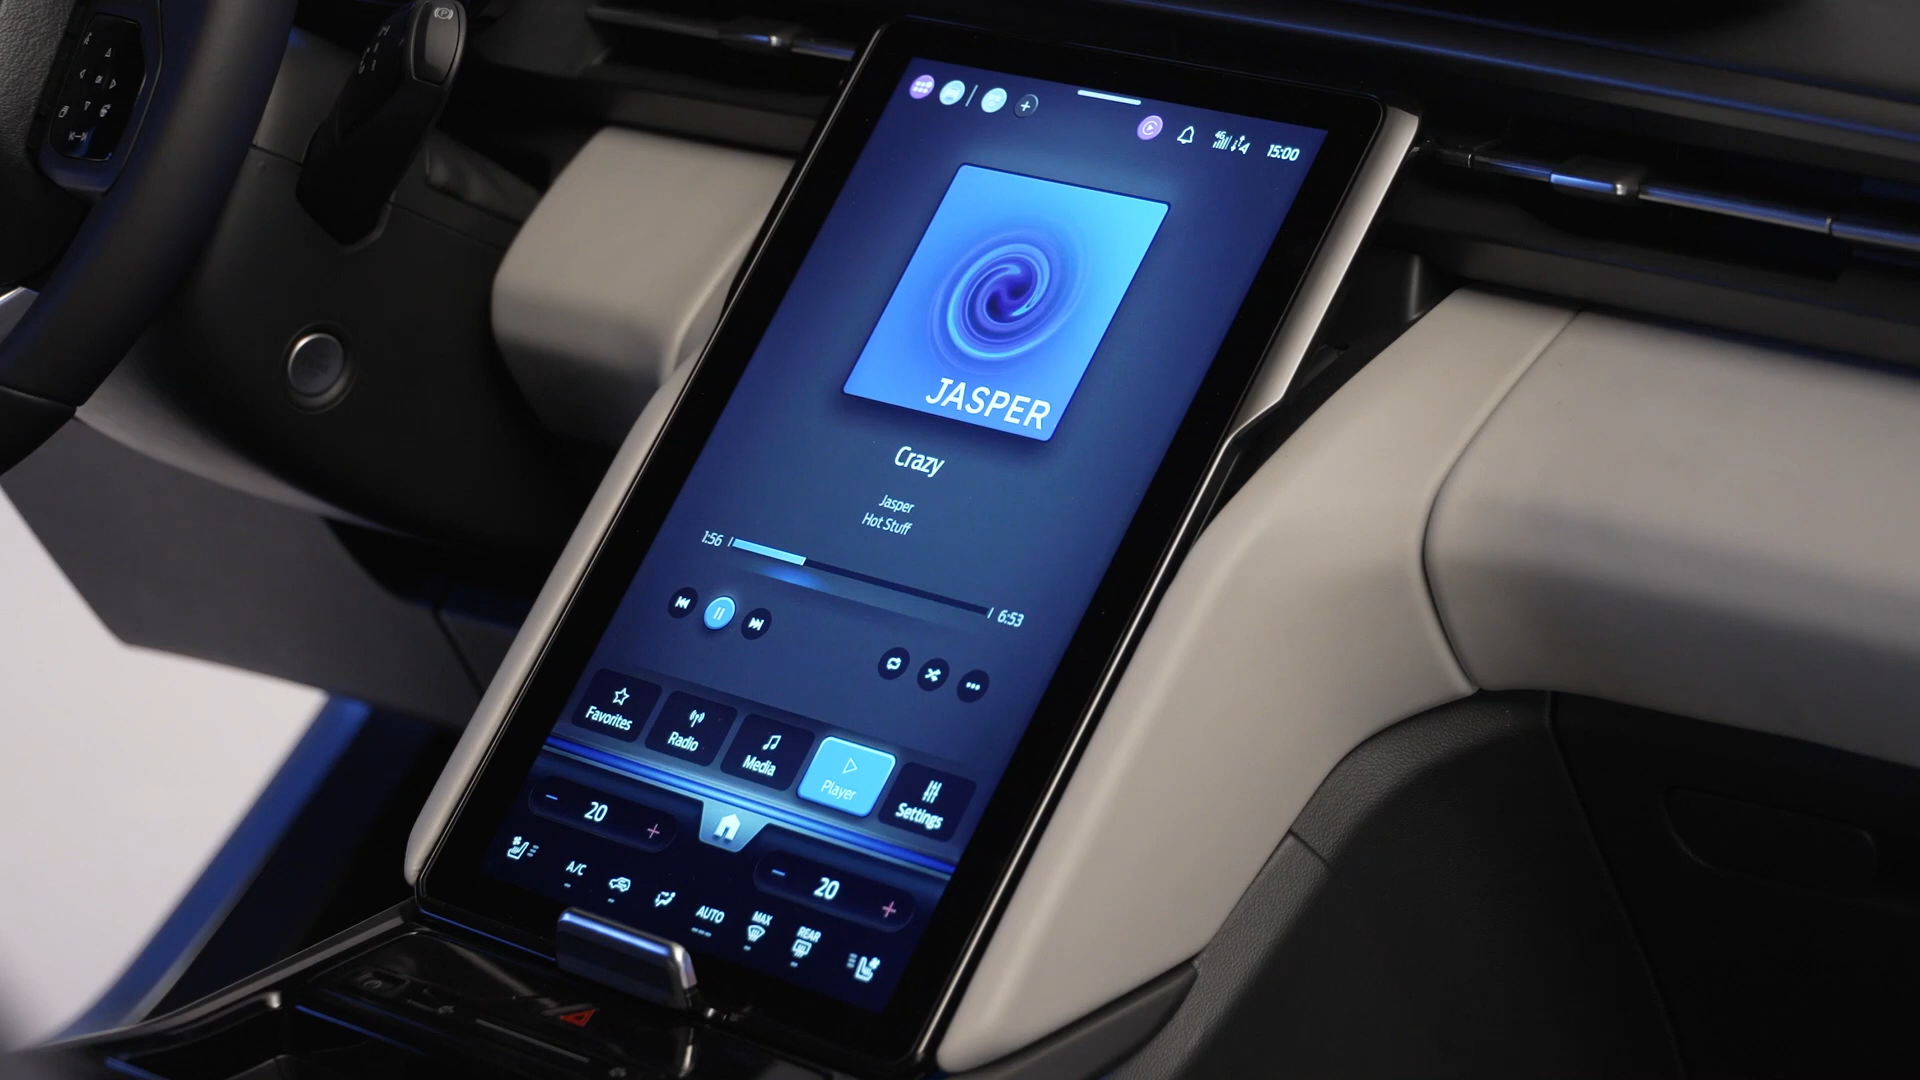 4G
15:00
JASPER
Crazy
Jasper
Hot Stuff
1:56
6:53
Favorites
Radio
Media
Player
Settings
20
20
A/C
AUTO
MAX
REAR